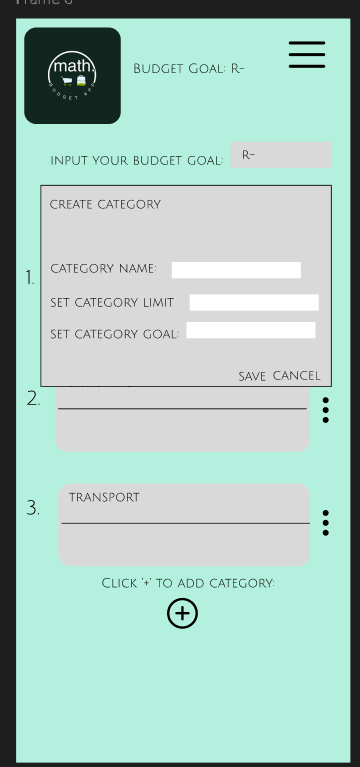 Frame 6
math.
BUDGET APP
BUDGET GOAL: R-
INPUT YOUR BUDGET GOAL: R-
CREATE CATEGORY
1.
CATEGORY NAME:
SET CATEGORY LIMIT
SET CATEGORY GOAL:
SAVE CANCEL
2.
3.
TRANSPORT
CLICK '+' TO ADD CATEGORY: